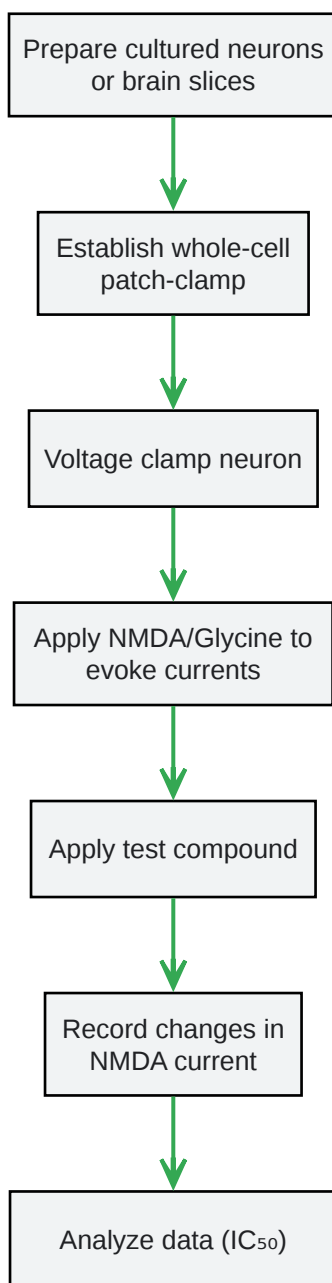 Prepare cultured neurons
or brain slices
Establish whole-cell
patch-clamp
Voltage clamp neuron
Apply NMDA/Glycine to
evoke currents
Apply test compound
Record changes in
NMDA current
Analyze data (IC₅₀)